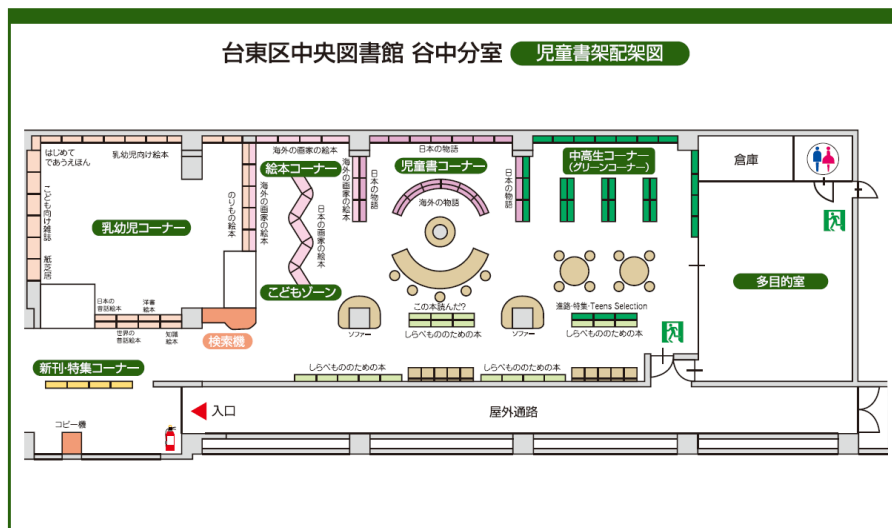 台東区中央図書館 谷中分室 児童書架配架図
はじめて
であうえほん
乳幼児向け絵本
海外の画家の絵本
日本の物語
中高生コーナー
(グリーンコーナー)
倉庫
絵本コーナー
児童書コーナー
こども向け雑誌
紙芝居
乳幼児コーナー
のりもの絵本
海外の画家の絵本
日本の画家の絵本
海外の画家の絵本
日本の物語
海外の物語
日本の物語
こどもゾーン
多目的室
日本の
昔話絵本
洋書
絵本
世界の
昔話絵本
知識
絵本
検索機
ソファー
この本読んだ?
しらべもののための本
ソファー
進路・特集・Teens Selection
しらべもののための本
新刊・特集コーナー
しらべもののための本
しらべもののための本
コピー機
入口
屋外通路